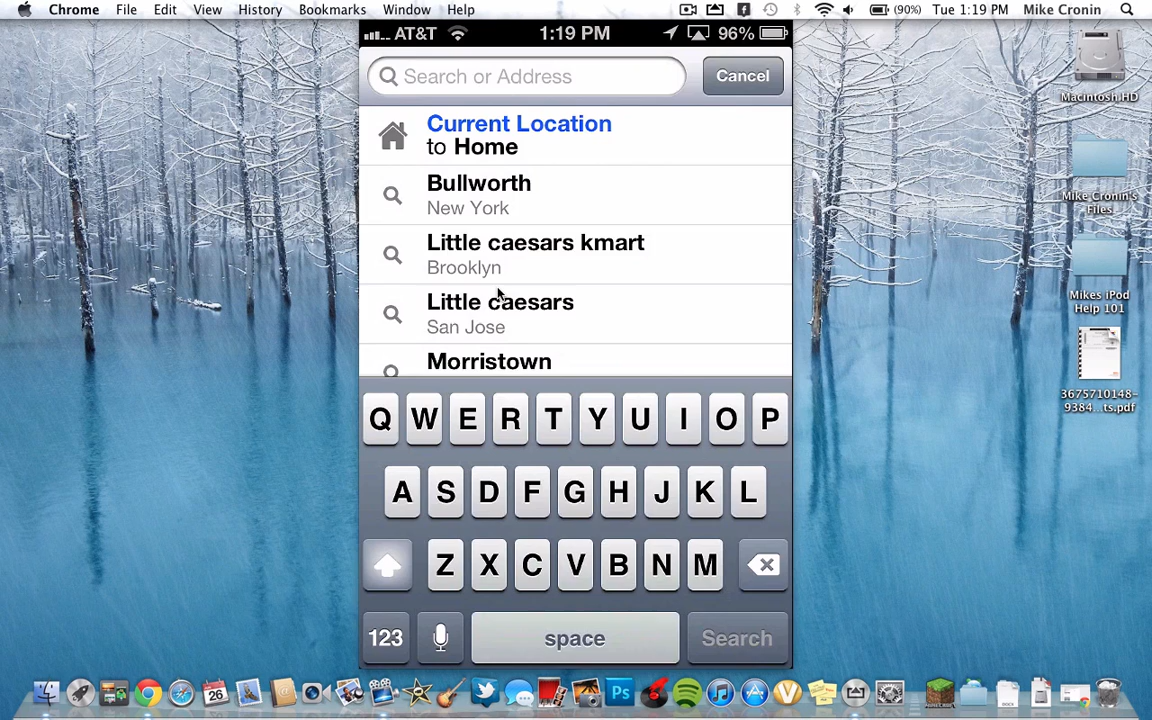 Chrome File Edit View History Bookmarks Window Help (90%) Tue 1:19 PM Mike Cronin
AT&T 1:19 PM 96%
Search or Address Cancel
Current Location
to Home
Bullworth
New York
Little caesars kmart
Brooklyn
Little caesars
San Jose
Morristown
Q W E R T Y U I O P
A S D F G H J K L
Z X C V B N M
123 space Search
Macintosh HD
Mike Cronin's
Files
Mikes iPod
Help 101
3675710148-
9384...ts.pdf
26
Ps